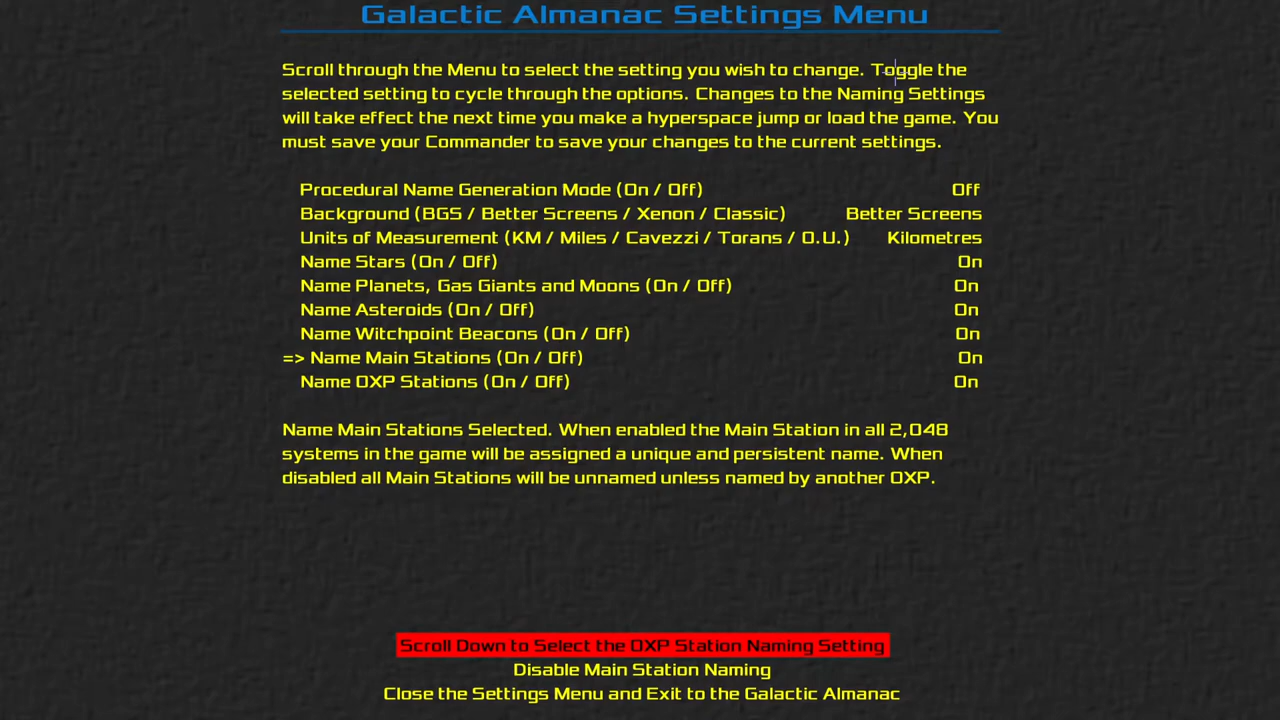 Galactic Almanac Settings Menu
Scroll through the Menu to select the setting you wish to change. Toggle the
selected setting to cycle through the options. Changes to the Naming Settings
will take effect the next time you make a hyperspace jump or load the game. You
must save your Commander to save your changes to the current settings.
Procedural Name Generation Mode (On / Off) Off
Background (BGS / Better Screens / Xenon / Classic) Better Screens
Units of Measurement (KM / Miles / Cavezzi / Torans / O.U.) Kilometres
Name Stars (On / Off) On
Name Planets, Gas Giants and Moons (On / Off) On
Name Asteroids (On / Off) On
Name Witchpoint Beacons (On / Off) On
=> Name Main Stations (On / Off) On
Name OXP Stations (On / Off) On
Name Main Stations Selected. When enabled the Main Station in all 2,048
systems in the game will be assigned a unique and persistent name. When
disabled all Main Stations will be unnamed unless named by another OXP.
Scroll Down to Select the OXP Station Naming Setting
Disable Main Station Naming
Close the Settings Menu and Exit to the Galactic Almanac